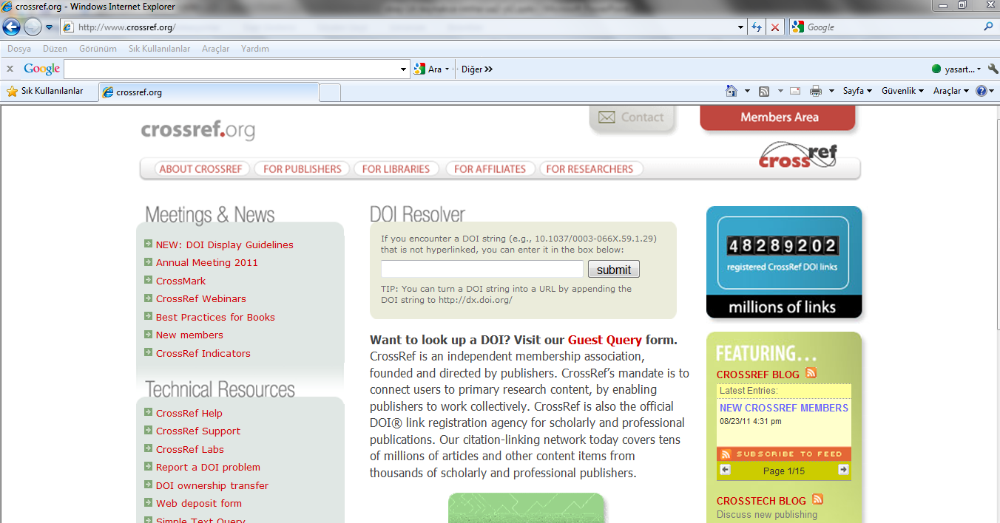 crossref.org - Windows Internet Explorer
http://www.crossref.org/
Google
Dosya Düzen Görünüm Sık Kullanılanlar Araçlar Yardım
x Google Ara Diğer >> yasart...
Sık Kullanılanlar crossref.org Sayfa Güvenlik Araçlar
crossref.org
Contact
Members Area
crossref
ABOUT CROSSREF FOR PUBLISHERS FOR LIBRARIES FOR AFFILIATES FOR RESEARCHERS
Meetings & News
NEW: DOI Display Guidelines
Annual Meeting 2011
CrossMark
CrossRef Webinars
Best Practices for Books
New members
CrossRef Indicators
Technical Resources
CrossRef Help
CrossRef Support
CrossRef Labs
Report a DOI problem
DOI ownership transfer
Web deposit form
Simple Text Query
DOI Resolver
If you encounter a DOI string (e.g., 10.1037/0003-066X.59.1.29)
that is not hyperlinked, you can enter it in the box below:
submit
TIP: You can turn a DOI string into a URL by appending the
DOI string to http://dx.doi.org/
Want to look up a DOI? Visit our Guest Query form.
CrossRef is an independent membership association,
founded and directed by publishers. CrossRef’s mandate is to
connect users to primary research content, by enabling
publishers to work collectively. CrossRef is also the official
DOI® link registration agency for scholarly and professional
publications. Our citation-linking network today covers tens
of millions of articles and other content items from
thousands of scholarly and professional publishers.
48289202
registered CrossRef DOI links
millions of links
FEATURING...
CROSSREF BLOG
Latest Entries:
NEW CROSSREF MEMBERS
08/23/11 4:31 pm
SUBSCRIBE TO FEED
Page 1/15
CROSSTECH BLOG
Discuss new publishing